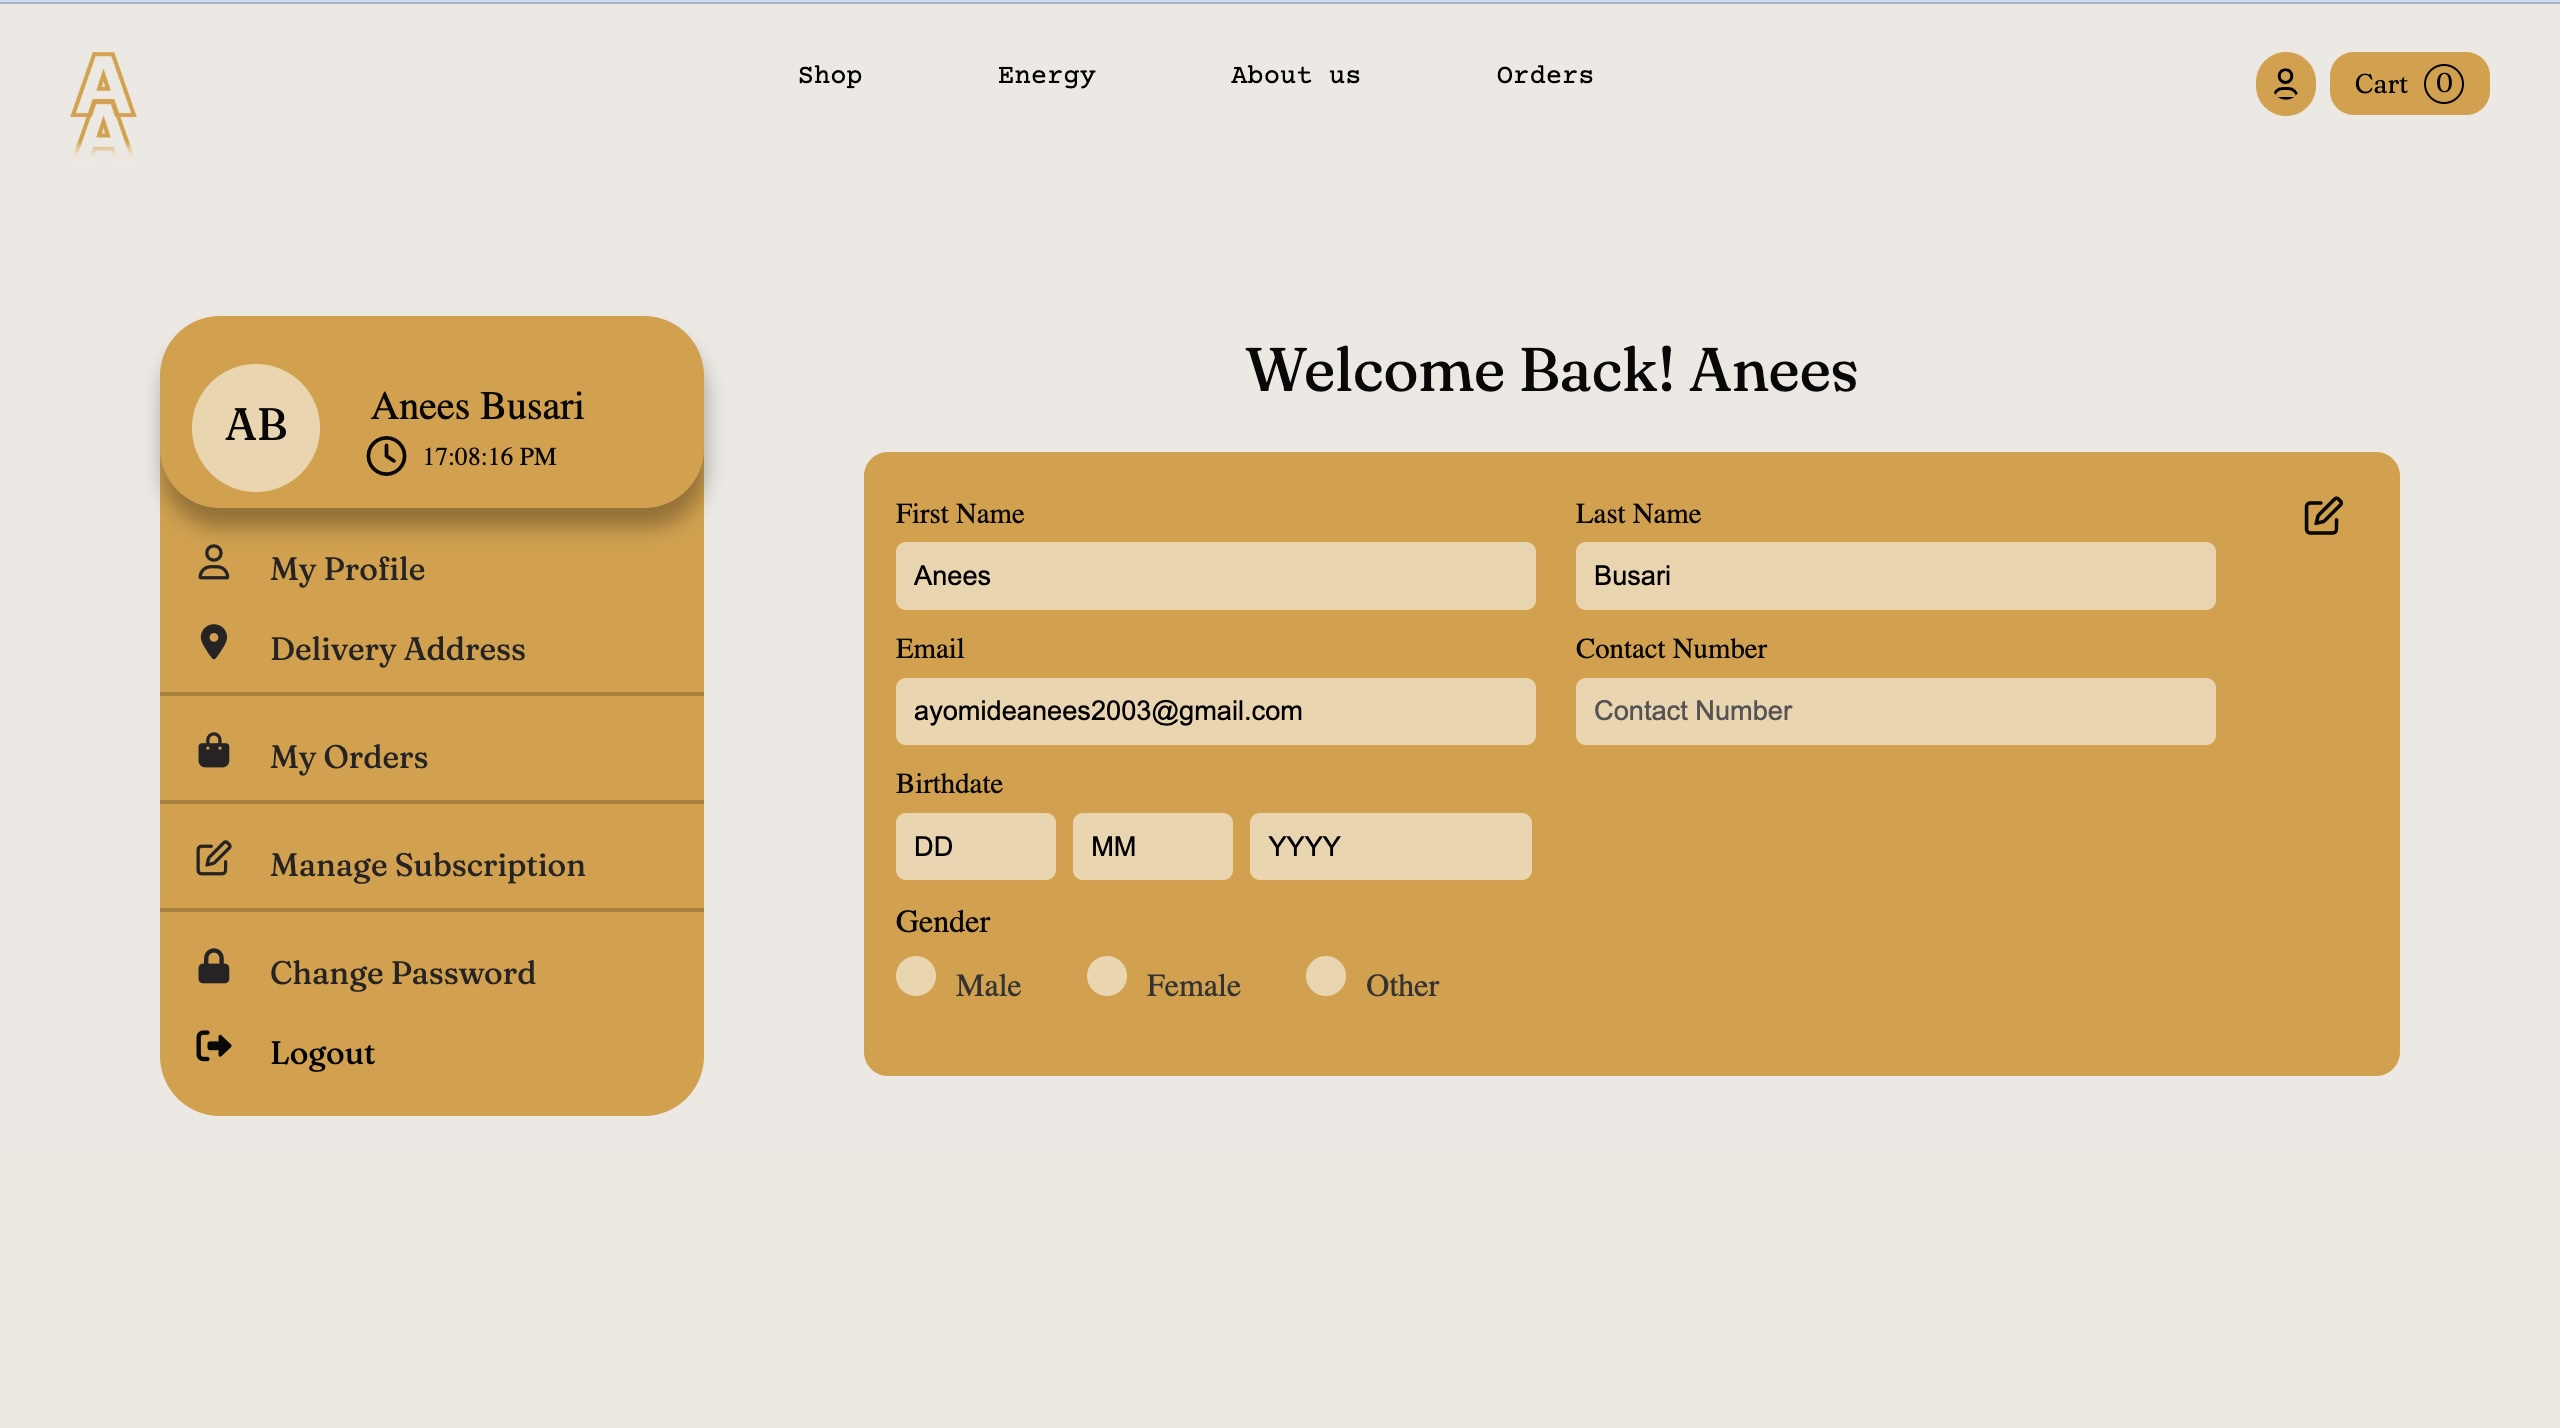 A
A
Shop
Energy
About us
Orders
Cart 0
AB
Anees Busari
17:08:16 PM
My Profile
Delivery Address
My Orders
Manage Subscription
Change Password
Logout
Welcome Back! Anees
First Name
Last Name
Anees
Busari
Email
Contact Number
ayomideanees2003@gmail.com
Contact Number
Birthdate
DD
MM
YYYY
Gender
Male
Female
Other